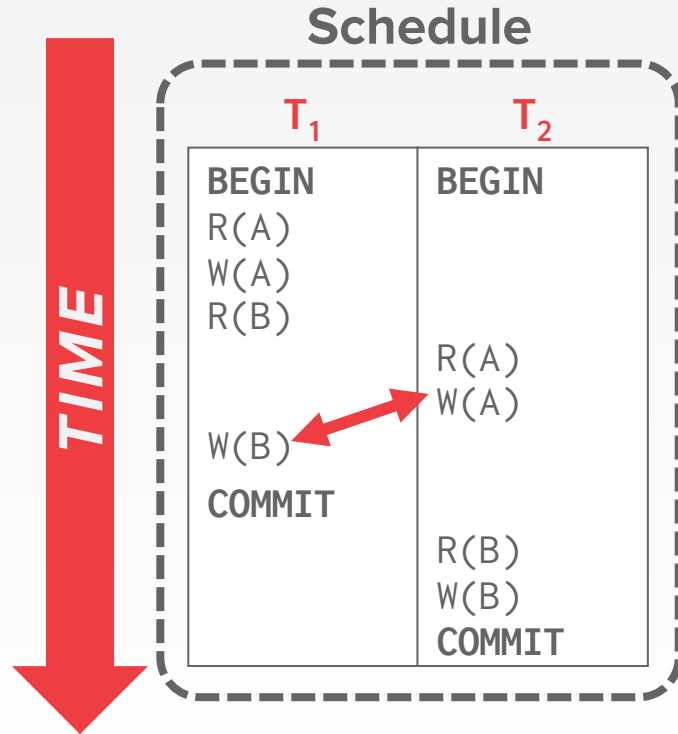 Schedule
TIME
T₁ T₂
BEGIN BEGIN
R(A)
W(A)
R(B)
R(A)
W(A)
W(B)
COMMIT
R(B)
W(B)
COMMIT